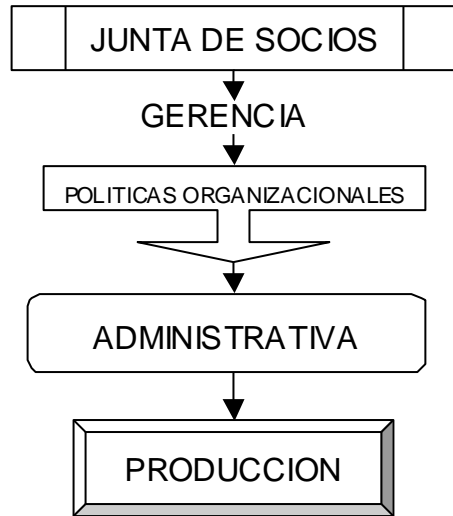 JUNTA DE SOCIOS
GERENCIA
POLITICAS ORGANIZACIONALES
ADMINISTRATIVA
PRODUCCION